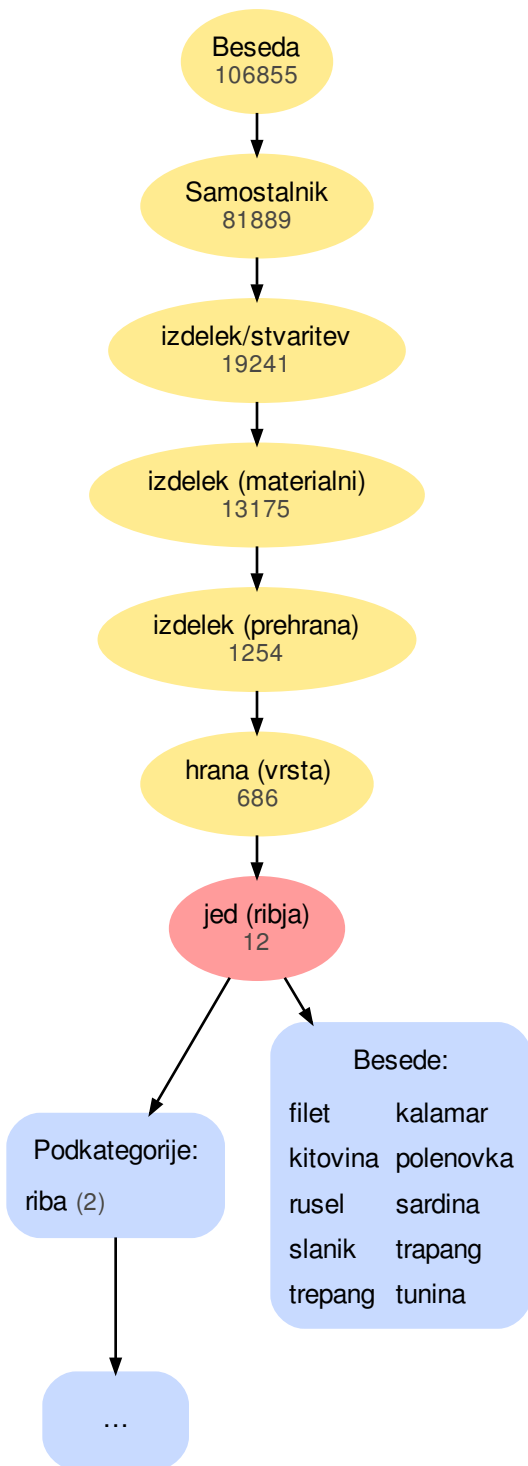 Beseda
106855
Samostalnik
81889
izdelek/stvaritev
19241
izdelek (materialni)
13175
izdelek (prehrana)
1254
hrana (vrsta)
686
jed (ribja)
12
Podkategorije:
riba (2)
...
Besede:
filet kalamar
kitovina polenovka
rusel sardina
slanik trapang
trepang tunina